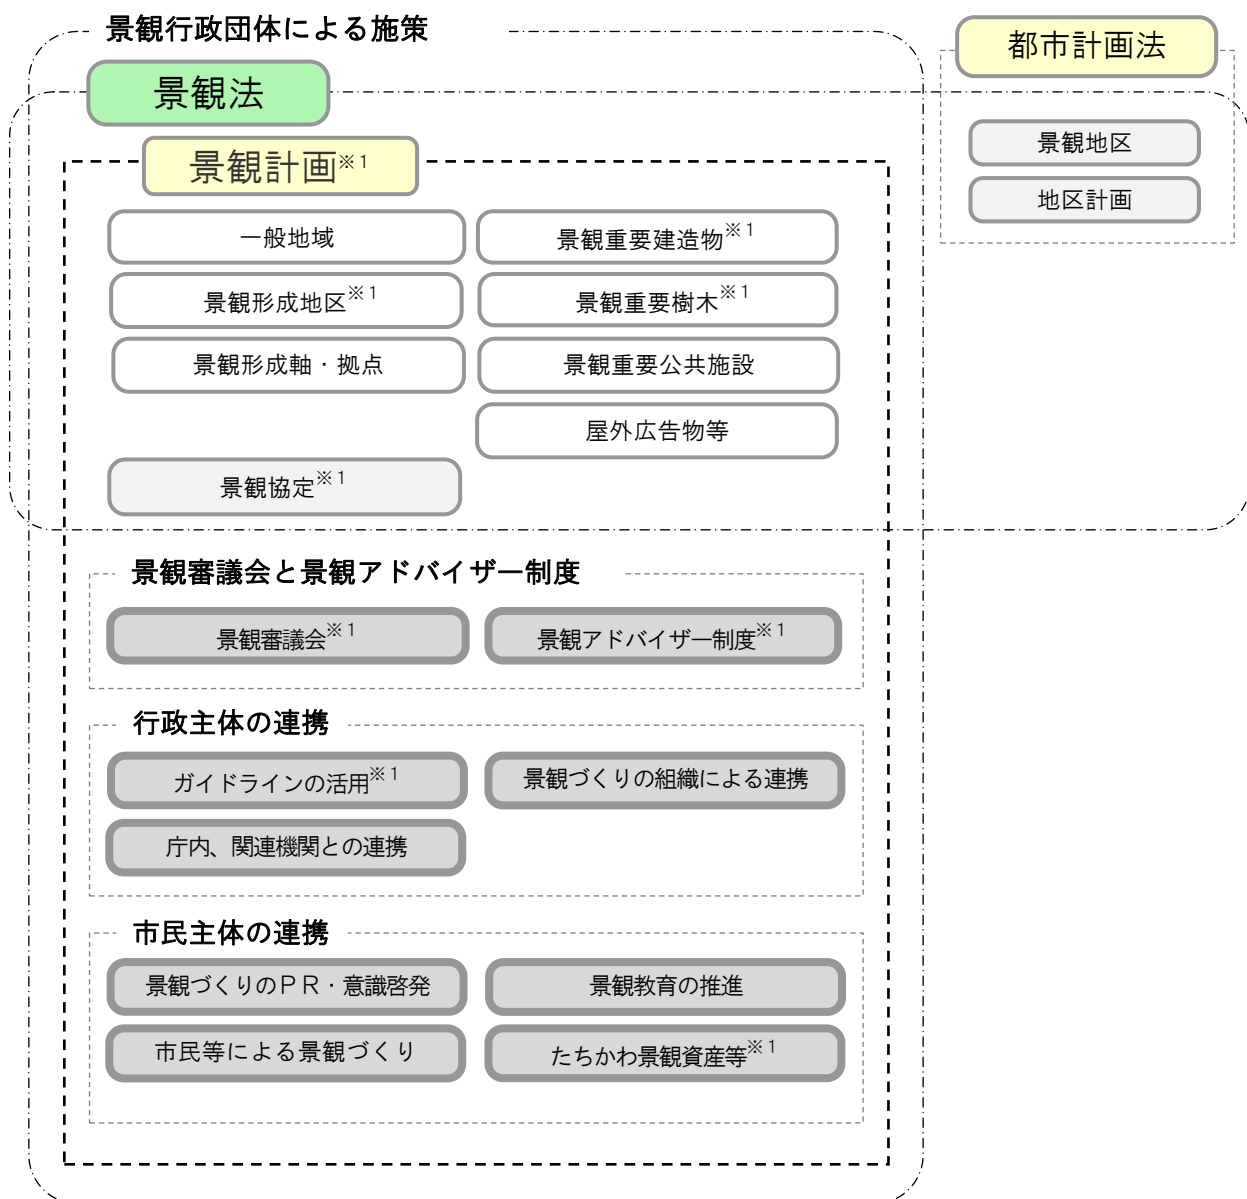 景観行政団体による施策
都市計画法
景観法
景観地区
地区計画
景観計画※1
一般地域
景観重要建造物※1
景観形成地区※1
景観重要樹木※1
景観形成軸・拠点
景観重要公共施設
屋外広告物等
景観協定※1
景観審議会と景観アドバイザー制度
景観審議会※1
景観アドバイザー制度※1
行政主体の連携
ガイドラインの活用※1
景観づくりの組織による連携
庁内、関連機関との連携
市民主体の連携
景観づくりのPR・意識啓発
景観教育の推進
市民等による景観づくり
たちかわ景観資産等※1